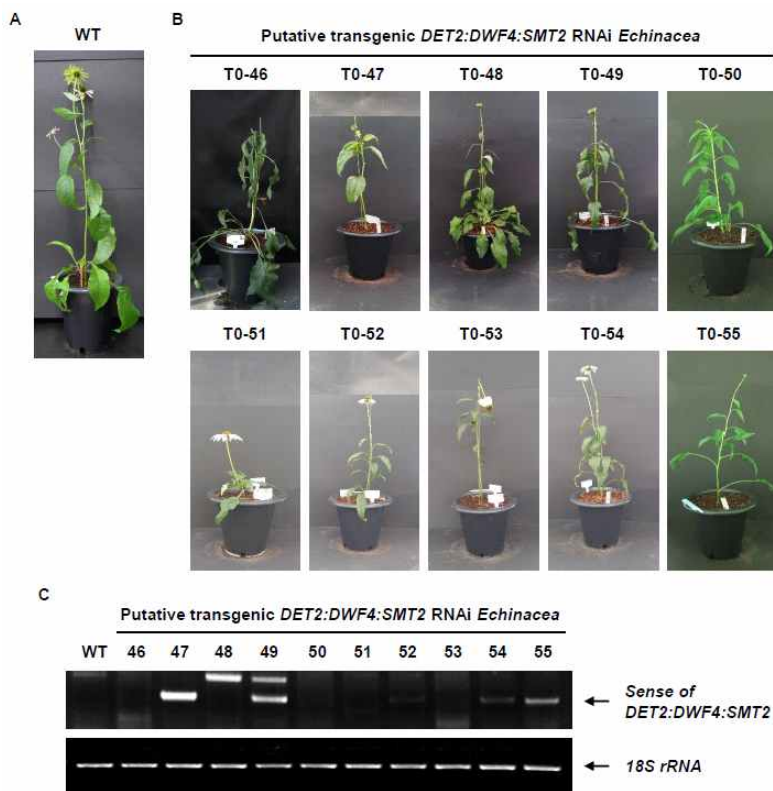 A
WT
B
Putative transgenic DET2:DWF4:SMT2 RNAi Echinacea
T0-46 T0-47 T0-48 T0-49 T0-50
T0-51 T0-52 T0-53 T0-54 T0-55
C
Putative transgenic DET2:DWF4:SMT2 RNAi Echinacea
WT 46 47 48 49 50 51 52 53 54 55
Sense of
DET2:DWF4:SMT2
18S rRNA